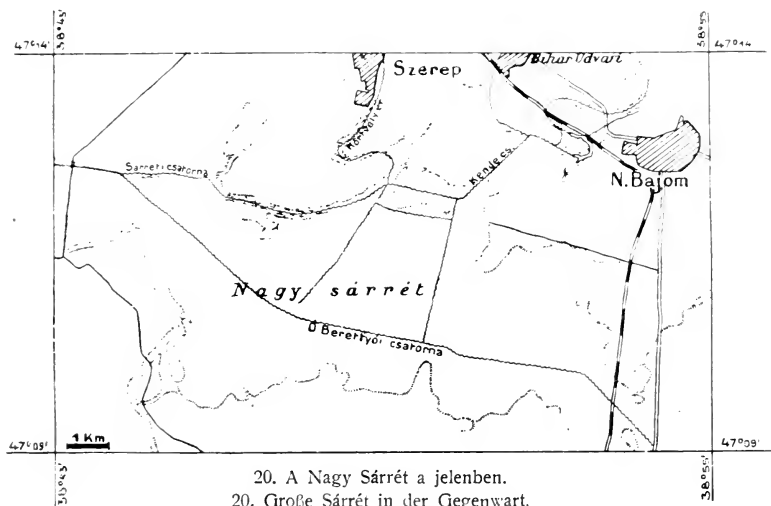 38°45' 38°55'
47°14' 47°14
Szerep
Bihar Udvari
Sárréti csatorna
N. Bajom
Nagy sárrét
Ó Berettyói csatorna
47°09' 1 Km 47°09'
38°45' 38°55'
20. A Nagy Sárrét a jelenben.
20. Große Sárrét in der Gegenwart.